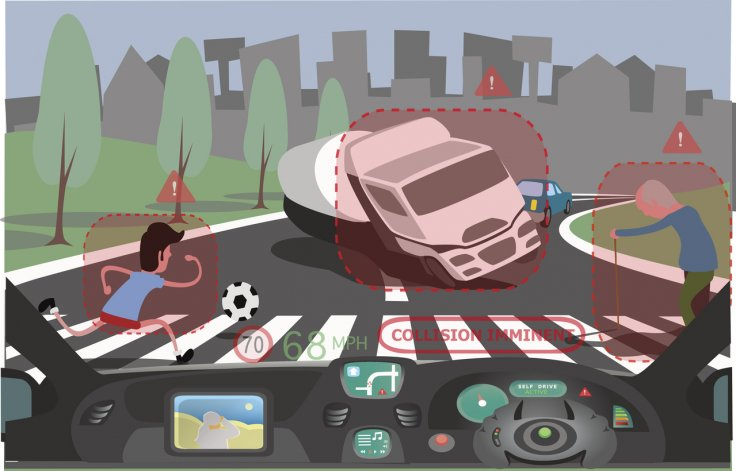 !
!
!
70
68 MPH
COLLISION IMMINENT
SELF DRIVE
ACTIVE